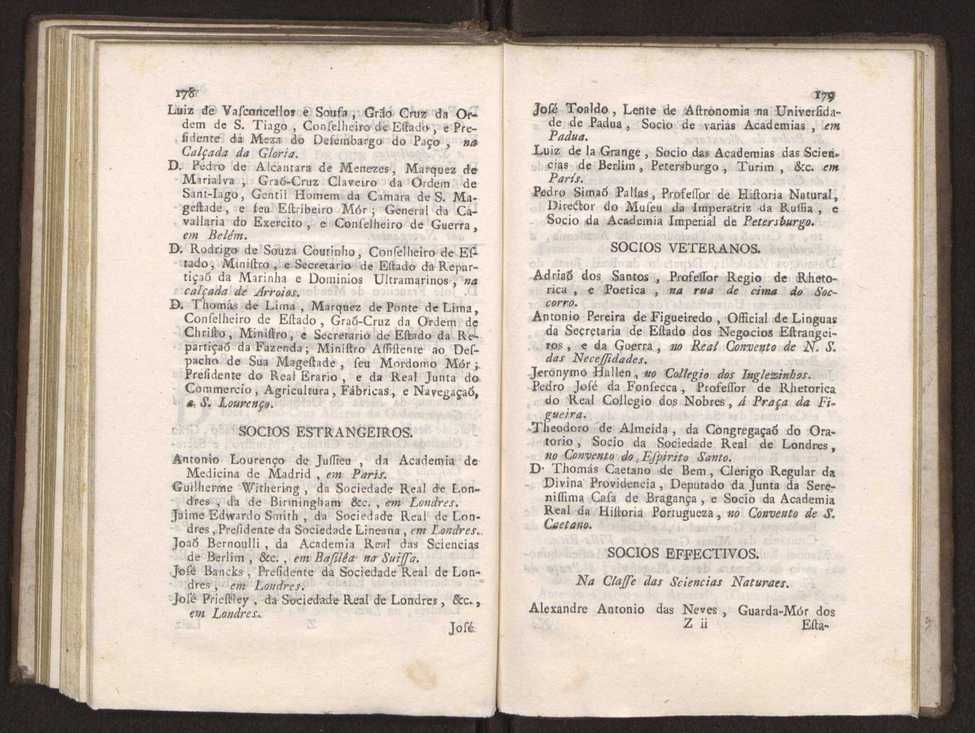 178
Luiz de Vaſconcellos e Souſa , Graõ Cruz da Or-
dem de S. Tiago , Conſelheiro de Eſtado , e Pre-
ſidente da Meza do Deſembargo do Paço , na
Calçada da Gloria.
D. Pedro de Alcantara de Menezes , Marquez de
Marialva , Graõ-Cruz Claveiro da Ordem de
Sant-Iago , Gentil Homem da Camara de S. Ma-
geſtade , e ſeu Eſtribeiro Mór ; General da Ca-
vallaria do Exercito , e Conſelheiro de Guerra ,
em Belém.
D. Rodrigo de Souza Coutinho , Conſelheiro de Eſ-
tado , Miniſtro , e Secretario de Eſtado da Repar-
tiçaõ da Marinha e Dominios Ultramarinos , na
calçada de Arroios.
D. Thomás de Lima , Marquez de Ponte de Lima,
Conſelheiro de Eſtado , Graõ-Cruz da Ordem de
Chriſto , Miniſtro , e Secretario de Eſtado da Re-
partiçaõ da Fazenda ; Miniſtro Aſſiſtente ao Deſ-
pacho de Sua Mageſtade , ſeu Mordomo Mór ;
Preſidente do Real Erario , e da Real Junta do
Commercio , Agricultura , Fábricas , e Navegaçaõ,
a S. Lourenço.
SOCIOS ESTRANGEIROS.
Antonio Lourenço de Juſſieu , da Academia de
Medicina de Madrid , em Paris.
Guilherme Withering , da Sociedade Real de Lon-
dres , da de Birmingham &c. , em Londres.
Jaime Edwardo Smith , da Sociedade Real de Lon-
dres , Preſidente da Sociedade Lineana , em Londres.
Joaõ Bernoulli , da Academia Real das Sciencias
de Berlim , &c. , em Baſiléa na Suiſſa.
Joſé Bancks , Preſidente da Sociedade Real de Lon-
dres , em Londres.
Joſé Prieſtley , da Sociedade Real de Londres , &c.,
em Londres.
Joſé
179
Joſé Toaldo , Lente de Aſtronomia na Univerſida-
de de Padua , Socio de varias Academias , em
Padua.
Luiz de la Grange , Socio das Academias das Scien-
cias de Berlim , Petersburgo , Turim , &c. em
París.
Pedro Simaõ Pallas , Profeſſor de Hiſtoria Natural ,
Director do Muſeu da Imperatriz da Ruſſia , e
Socio da Academia Imperial de Petersburgo.
SOCIOS VETERANOS.
Adriaõ dos Santos , Profeſſor Regio de Rheto-
rica , e Poetica , na rua de cima do Soc-
corro.
Antonio Pereira de Figueiredo , Official de Linguas
da Secretaria de Eſtado dos Negocios Eſtrangei-
ros , e da Guerra , no Real Convento de N. S.
das Neceſſidades.
Jeronymo Hallen , no Collegio dos Inglezinhos.
Pedro Joſé da Fonſecca , Profeſſor de Rhetorica
do Real Collegio dos Nobres , á Praça da Fi-
gueira.
Theodoro de Almeida , da Congregaçaõ do Ora-
torio , Socio da Sociedade Real de Londres ,
no Convento do Eſpirito Santo.
D. Thomás Caetano de Bem , Clerigo Regular da
Divina Providencia , Deputado da Junta da Sere-
niſſima Caſa de Bragança , e Socio da Academia
Real da Hiſtoria Portugueza , no Convento de S.
Caetano.
SOCIOS EFFECTIVOS.
Na Claſſe das Sciencias Naturaes.
Alexandre Antonio das Neves , Guarda-Mór dos
Z ii Eſta-